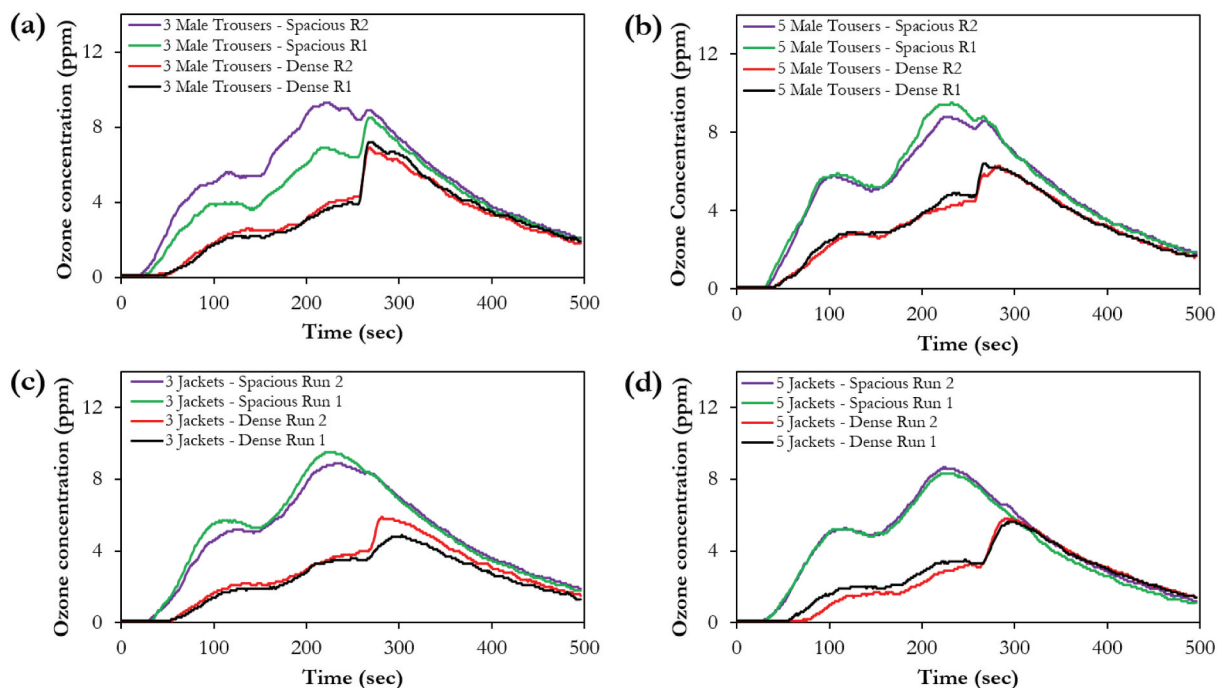 (a)
Ozone concentration (ppm)
12
8
4
0
3 Male Trousers - Spacious R2
3 Male Trousers - Spacious R1
3 Male Trousers - Dense R2
3 Male Trousers - Dense R1
0 100 200 300 400 500
Time (sec)
(b)
Ozone Concentration (ppm)
12
8
4
0
5 Male Tousers - Spacious R2
5 Male Trousers - Spacious R1
5 Male Tousers - Dense R2
5 Male Tousers - Dense R1
0 100 200 300 400 500
Time (sec)
(c)
Ozone concentration (ppm)
12
8
4
0
3 Jackets - Spacious Run 2
3 Jackets - Spacious Run 1
3 Jackets - Dense Run 2
3 Jackets - Dense Run 1
0 100 200 300 400 500
Time (sec)
(d)
Ozone concentration (ppm)
12
8
4
0
5 Jackets - Spacious Run 2
5 Jackets - Spacious Run 1
5 Jackets - Dense Run 2
5 Jackets - Dense Run 1
0 100 200 300 400 500
Time (sec)